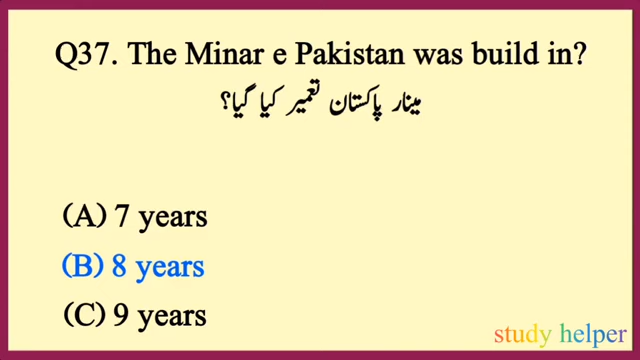 Q37. The Minar e Pakistan was build in?
مینار پاکستان تعمیر کیا گیا؟
(A) 7 years
(B) 8 years
(C) 9 years
study helper